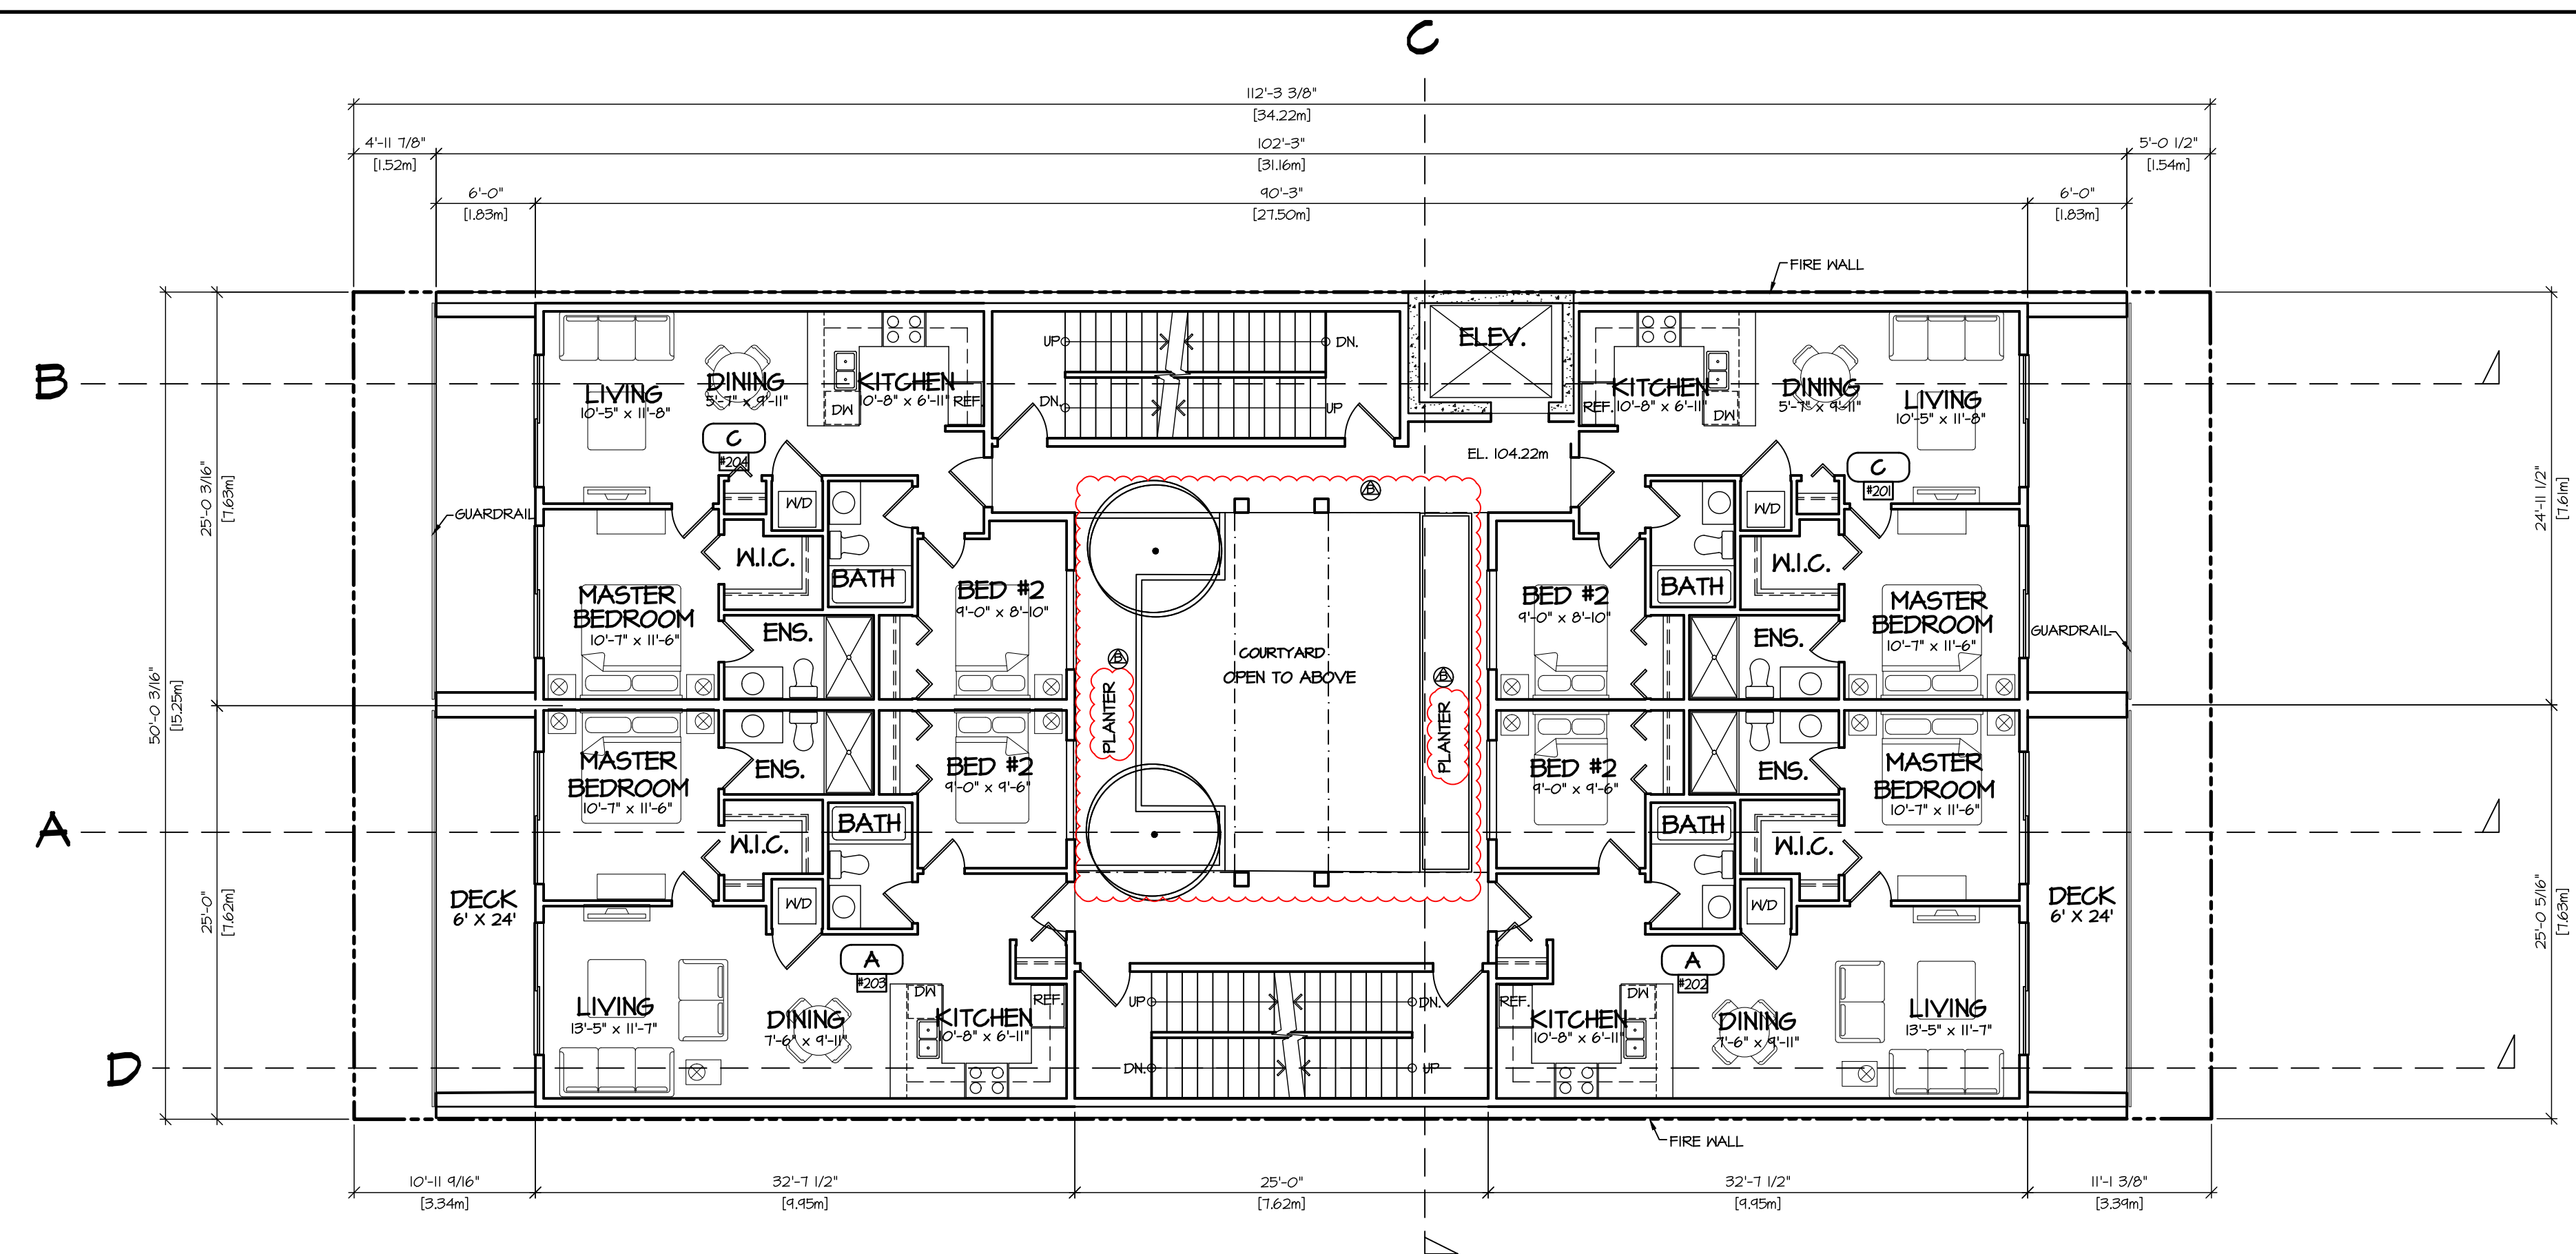 C
112'-3 3/8"
[34.22m]
4'-11 7/8"
[1.52m]
102'-3"
[31.16m]
5'-0 1/2"
[1.54m]
6'-0"
[1.83m]
90'-3"
[27.50m]
6'-0"
[1.83m]
FIRE WALL
B
UP
DN.
DN.
UP
ELEV.
LIVING
10'-5" x 11'-8"
DINING
5'-7" x 9'-11"
KITCHEN
10'-8" x 6'-11"
REF.
DW
KITCHEN
10'-8" x 6'-11"
REF.
DW
DINING
5'-7" x 9'-11"
LIVING
10'-5" x 11'-8"
C
#204
EL. 104.22m
C
#201
25'-0 3/16"
[7.63m]
GUARDRAIL
W/D
W/D
B
24'-11 1/2"
[7.61m]
W.I.C.
BATH
MASTER
BEDROOM
10'-7" x 11'-6"
ENS.
BED #2
9'-0" x 8'-10"
COURTYARD
OPEN TO ABOVE
B
PLANTER
B
PLANTER
BED #2
9'-0" x 8'-10"
BATH
W.I.C.
ENS.
MASTER
BEDROOM
10'-7" x 11'-6"
GUARDRAIL
50'-0 3/16"
[15.25m]
MASTER
BEDROOM
10'-7" x 11'-6"
ENS.
BED #2
9'-0" x 9'-6"
BED #2
9'-0" x 9'-6"
ENS.
MASTER
BEDROOM
10'-7" x 11'-6"
A
W.I.C.
BATH
BATH
W.I.C.
25'-0"
[7.62m]
DECK
6' X 24'
W/D
W/D
DECK
6' X 24'
25'-0 5/16"
[7.63m]
A
#203
A
#202
LIVING
13'-5" x 11'-7"
DINING
7'-6" x 9'-11"
DW
KITCHEN
10'-8" x 6'-11"
REF.
UP
DN.
DN.
UP
REF.
KITCHEN
10'-8" x 6'-11"
DW
DINING
7'-6" x 9'-11"
LIVING
13'-5" x 11'-7"
D
FIRE WALL
10'-11 9/16"
[3.34m]
32'-7 1/2"
[9.95m]
25'-0"
[7.62m]
32'-7 1/2"
[9.95m]
11'-1 3/8"
[3.39m]